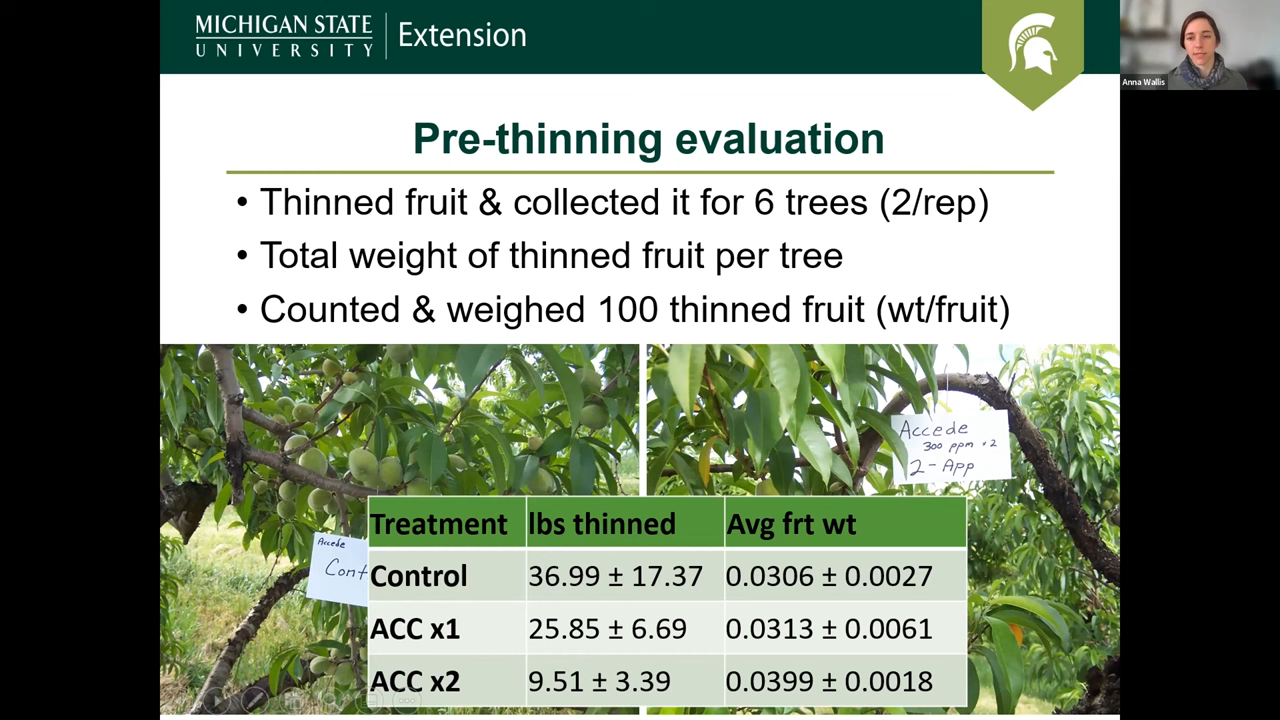 MICHIGAN STATE
UNIVERSITY
Extension
Anna Wallis
Pre-thinning evaluation
• Thinned fruit & collected it for 6 trees (2/rep)
• Total weight of thinned fruit per tree
• Counted & weighed 100 thinned fruit (wt/fruit)
Accede
Cont
Accede
300 ppm x2
2-App
Treatment lbs thinned Avg frt wt
Control 36.99 ± 17.37 0.0306 ± 0.0027
ACC x1 25.85 ± 6.69 0.0313 ± 0.0061
ACC x2 9.51 ± 3.39 0.0399 ± 0.0018